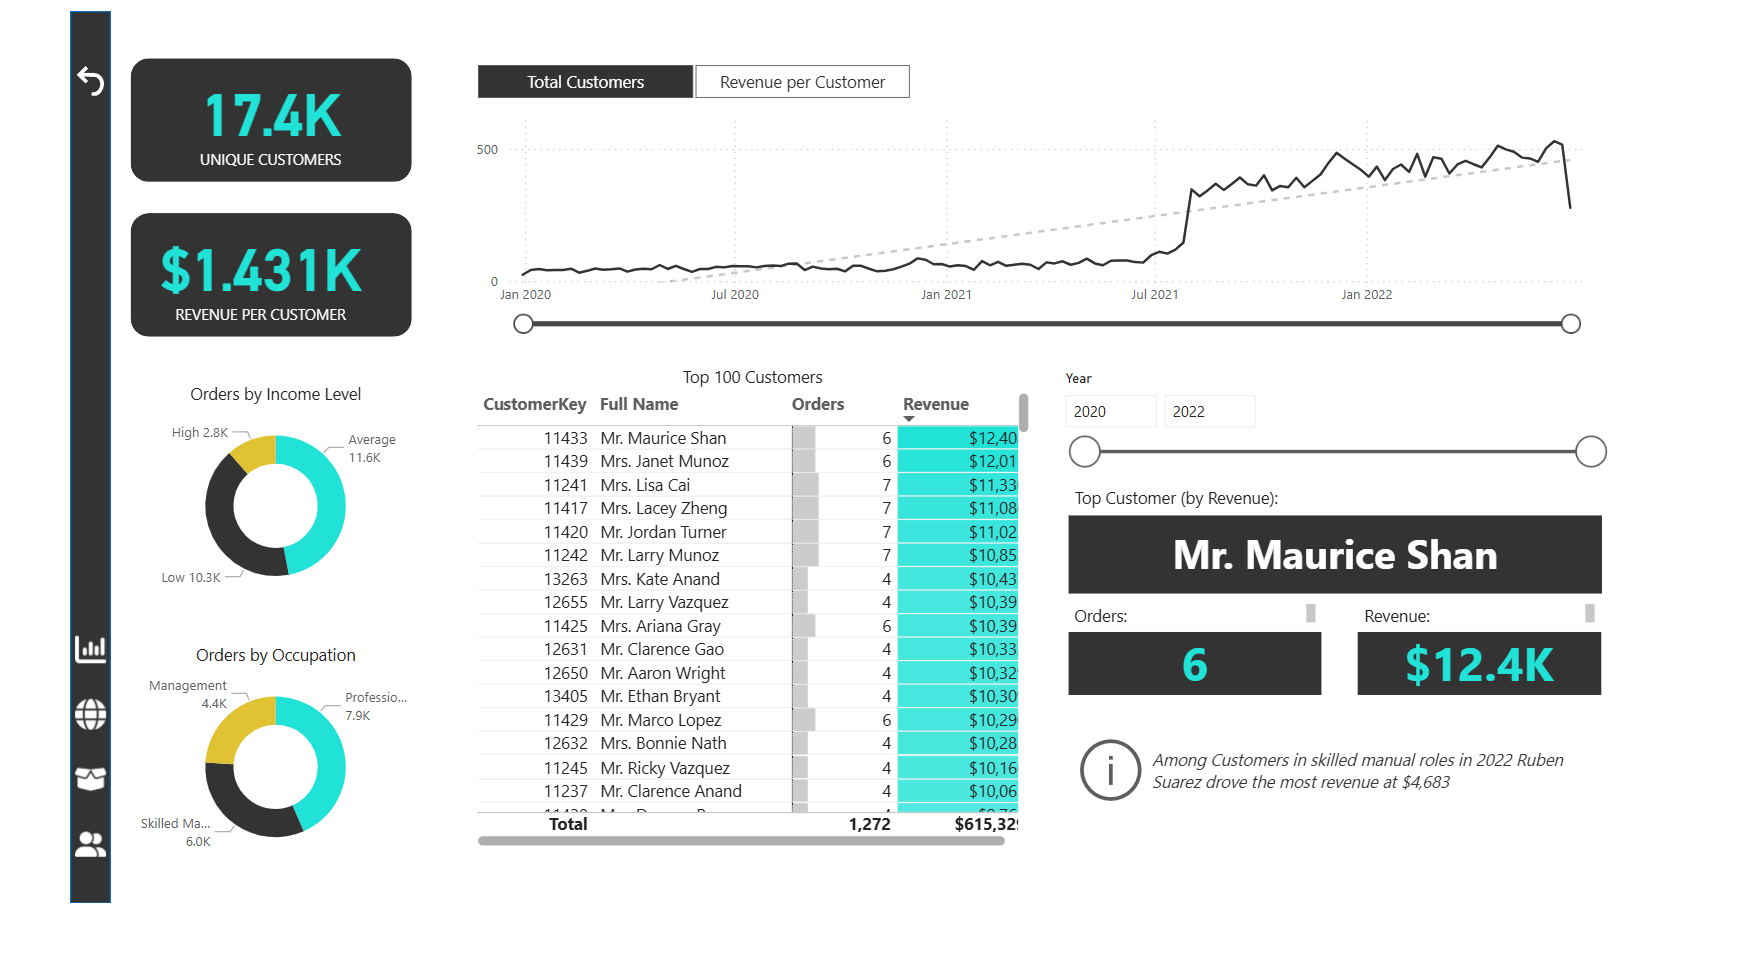 17.4K
UNIQUE CUSTOMERS
$1.431K
REVENUE PER CUSTOMER
Total Customers
Revenue per Customer
500
0
Jan 2020
Jul 2020
Jan 2021
Jul 2021
Jan 2022
Orders by Income Level
High 2.8K
Average
11.6K
Low 10.3K
Orders by Occupation
Management
4.4K
Professio...
7.9K
Skilled Ma...
6.0K
Top 100 Customers
CustomerKey Full Name Orders Revenue
11433 Mr. Maurice Shan 6 $12,40
11439 Mrs. Janet Munoz 6 $12,01
11241 Mrs. Lisa Cai 7 $11,33
11417 Mrs. Lacey Zheng 7 $11,08
11420 Mr. Jordan Turner 7 $11,02
11242 Mr. Larry Munoz 7 $10,85
13263 Mrs. Kate Anand 4 $10,43
12655 Mr. Larry Vazquez 4 $10,39
11425 Mrs. Ariana Gray 6 $10,39
12631 Mr. Clarence Gao 4 $10,33
12650 Mr. Aaron Wright 4 $10,32
13405 Mr. Ethan Bryant 4 $10,30
11429 Mr. Marco Lopez 6 $10,29
12632 Mrs. Bonnie Nath 4 $10,28
11245 Mr. Ricky Vazquez 4 $10,16
11237 Mr. Clarence Anand 4 $10,06
Total 1,272 $615,329
Year
2020 2022
Top Customer (by Revenue):
Mr. Maurice Shan
Orders:
6
Revenue:
$12.4K
Among Customers in skilled manual roles in 2022 Ruben
Suarez drove the most revenue at $4,683